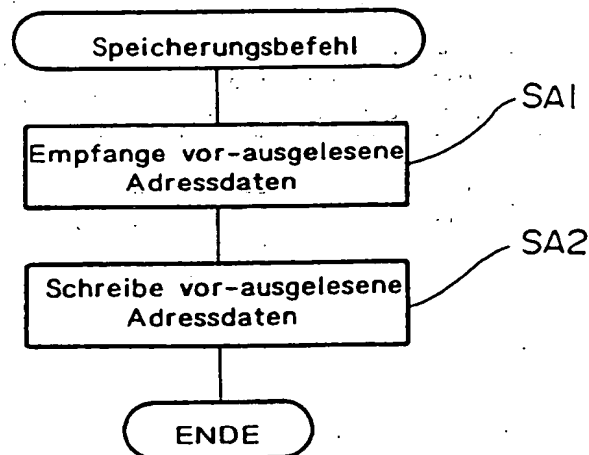 Speicherungsbefehl
SA1
Empfange vor-ausgelesene
Adressdaten
SA2
Schreibe vor-ausgelesene
Adressdaten
ENDE